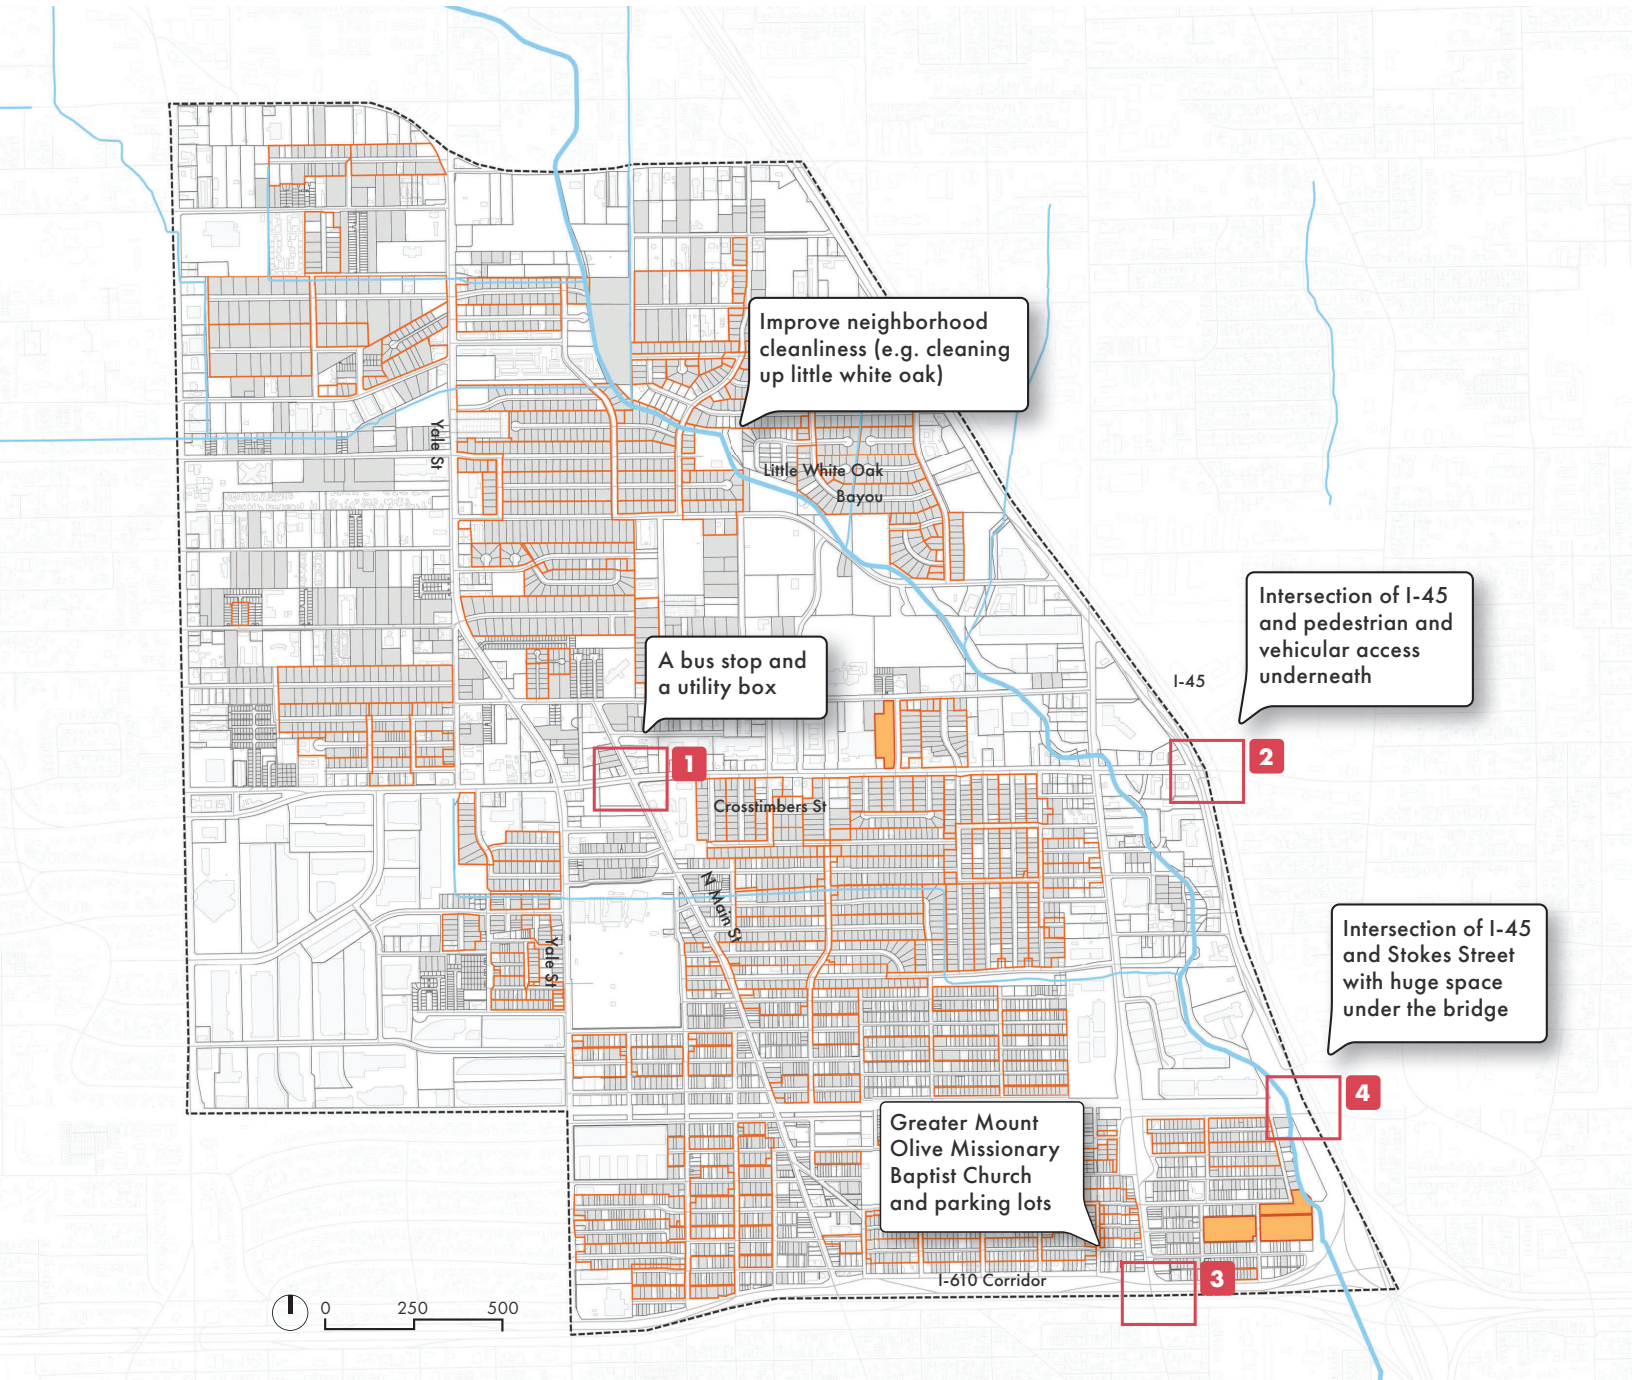 Improve neighborhood
cleanliness (e.g. cleaning
up little white oak)
Yale St
Little White Oak
Bayou
Intersection of I-45
and pedestrian and
vehicular access
underneath
A bus stop and
a utility box
I-45
1
2
Crosstimbers St
N Main St
Yale St
Intersection of I-45
and Stokes Street
with huge space
under the bridge
4
Greater Mount
Olive Missionary
Baptist Church
and parking lots
I-610 Corridor
3
0 250 500